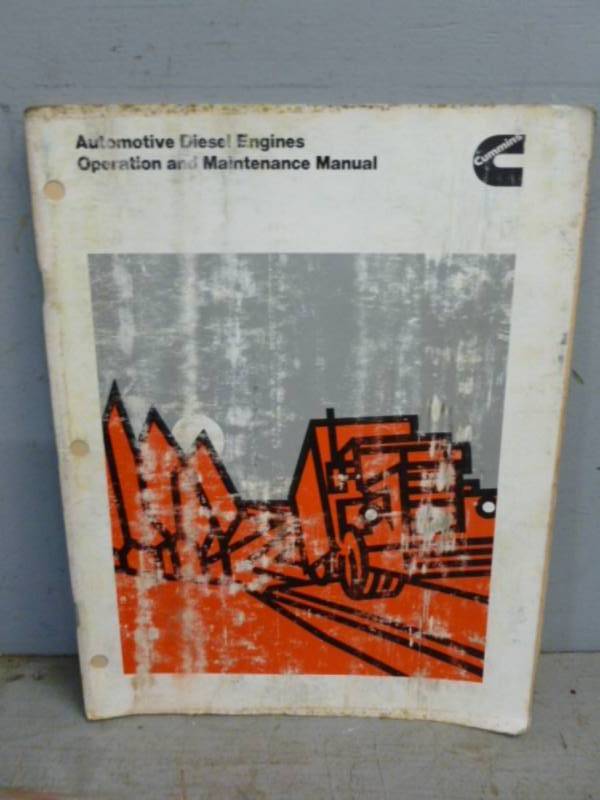 Automotive Diesel Engines
Operation and Maintenance Manual
Cummins